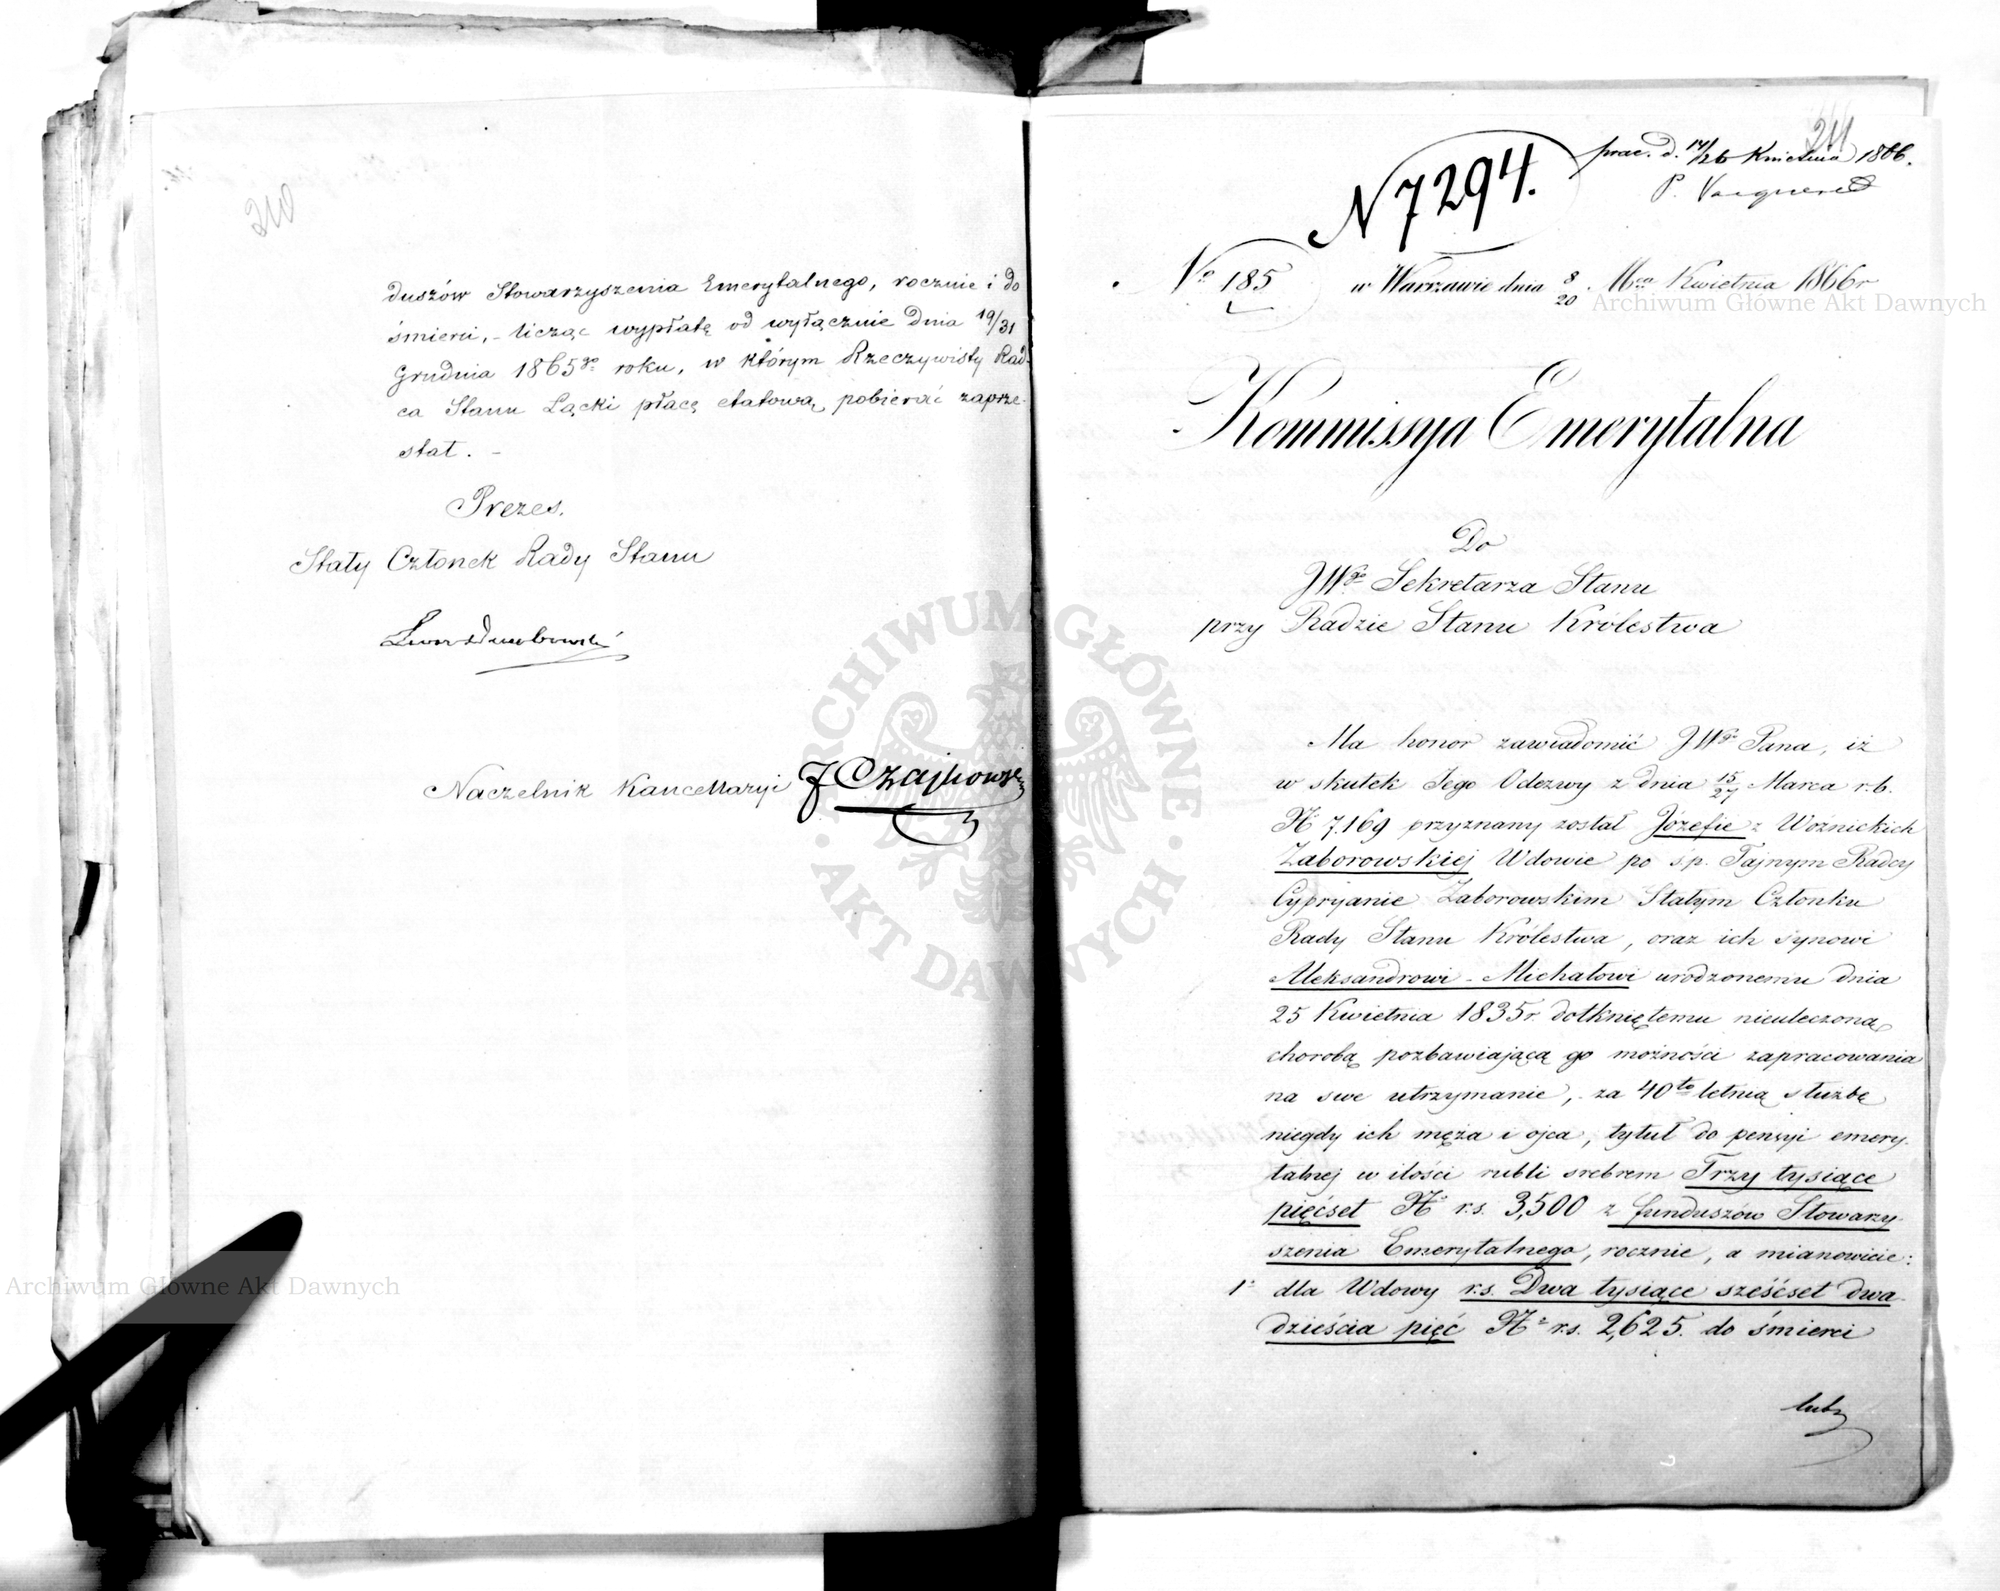 210
duszów Stowarzyszenia Emerytalnego, rocznie i do
śmierci, - licząc wypłatę od wyłącznie dnia 19/31
Grudnia 1865go roku, w którym Rzeczywisty Rad-
ca Stanu Łącki płacę etatową pobierać zaprze-
stał. -
Prezes.
Stały Członek Rady Stanu
Naczelnik Kancellaryi J Czajkowski
211
prac. d. 14/26 Kwietnia 1866.
P.
N 7294.
No 185
w Warszawie dnia 8/20 Mca Kwietnia 1866 r
Kommissya Emerytalna
Do
JWgo Sekretarza Stanu
przy Radzie Stanu Królestwa
Ma honor zawiadomić JWgo Pana, iż
w skutek Jego Odezwy z dnia 15/27 Marca r. b.
N 7.169 przyznany został Józefie z Woźnickich
Zaborowskiej Wdowie po ś.p. Tajnym Radcy
Cypryjanie Zaborowskim Stałym Członku
Rady Stanu Królestwa, oraz ich synowi
Aleksandrowi - Michałowi urodzonemu dnia
25 Kwietnia 1835 r. dotkniętemu nieuleczoną
chorobą pozbawiającą go możności zapracowania
na swe utrzymanie, za 40to letnią służbę
niegdy ich męża i ojca, tytuł do pensyi emery-
talnej w ilości rubli srebrem Trzy tysiące
pięćset No r.s. 3,500 z funduszów Stowarzy-
szenia Emerytalnego, rocznie, a mianowicie:
1o dla Wdowy r.s. Dwa tysiące sześćset dwa-
dzieścia pięć No r.s. 2,625. do śmierci
lub
Archiwum Główne Akt Dawnych
Archiwum Główne Akt Dawnych
ARCHIWUM GŁÓWNE · AKT DAWNYCH ·